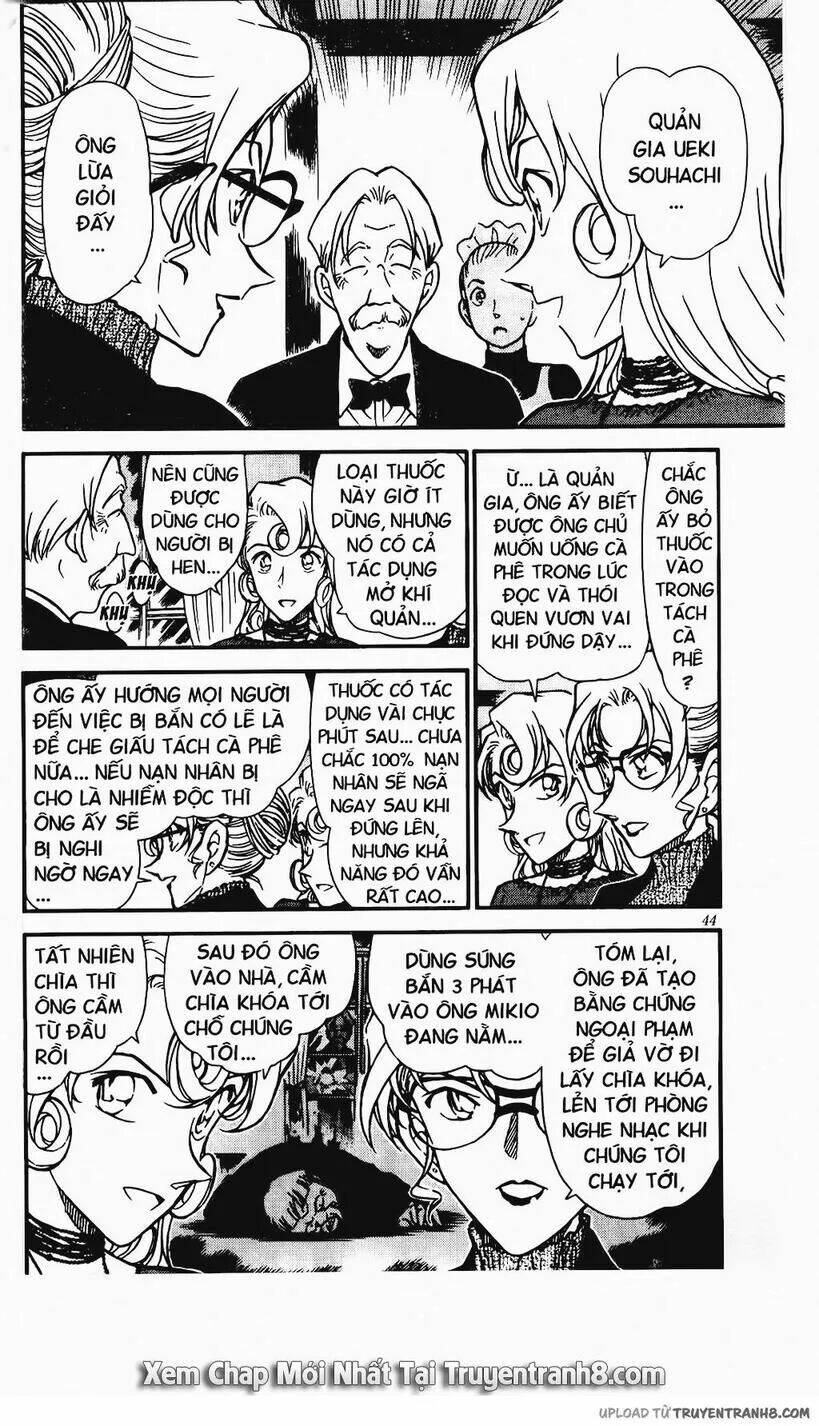 QUẢN
GIA UEKI
SOUHACHI
...
ÔNG
LỪA
GIỎI
ĐẤY
...
CHẮC
ÔNG
ẤY BỎ
THUỐC
VÀO
TRONG
TÁCH
CÀ
PHÊ
?
Ừ... LÀ QUẢN
GIA, ÔNG ẤY BIẾT
ĐƯỢC ÔNG CHỦ
MUỐN UỐNG CÀ
PHÊ TRONG LÚC
ĐỌC VÀ THÓI
QUEN VƯƠN VAI
KHI ĐỨNG DẬY...
LOẠI THUỐC
NÀY GIỜ ÍT
DÙNG, NHƯNG
NÓ CÓ CẢ
TÁC DỤNG
MỞ KHÍ
QUẢN...
NÊN CŨNG
ĐƯỢC
DÙNG CHO
NGƯỜI BỊ
HEN...
KHỤ
KHỤ
THUỐC CÓ TÁC
DỤNG VÀI CHỤC
PHÚT SAU... CHƯA
CHẮC 100% NẠN
NHÂN SẼ NGÃ
NGAY SAU KHI
ĐỨNG LÊN,
NHƯNG KHẢ
NĂNG ĐÓ VẪN
RẤT CAO...
ÔNG ẤY HƯỚNG MỌI NGƯỜI
ĐẾN VIỆC BỊ BẮN CÓ LẼ LÀ
ĐỂ CHE GIẤU TÁCH CÀ PHÊ
NỮA... NẾU NẠN NHÂN BỊ
CHO LÀ NHIỄM ĐỘC THÌ
ÔNG ẤY SẼ
BỊ NGHI
NGỜ NGAY
...
44
TÓM LẠI,
ÔNG ĐÃ TẠO
BẰNG CHỨNG
NGOẠI PHẠM
ĐỂ GIẢ VỜ ĐI
LẤY CHÌA KHÓA,
LẺN TỚI PHÒNG
NGHE NHẠC KHI
CHÚNG TÔI
CHẠY TỚI,
DÙNG SÚNG
BẮN 3 PHÁT
VÀO ÔNG MIKIO
ĐANG NẰM...
SAU ĐÓ ÔNG
VÀO NHÀ, CẦM
CHÌA KHÓA TỚI
CHỖ CHÚNG
TÔI...
TẤT NHIÊN
CHÌA THÌ
ÔNG CẦM
TỪ ĐẦU
RỒI
...
Xem Chap Mới Nhất Tại Truyentranh8.com
UPLOAD TỪ TRUYENTRANH8.COM